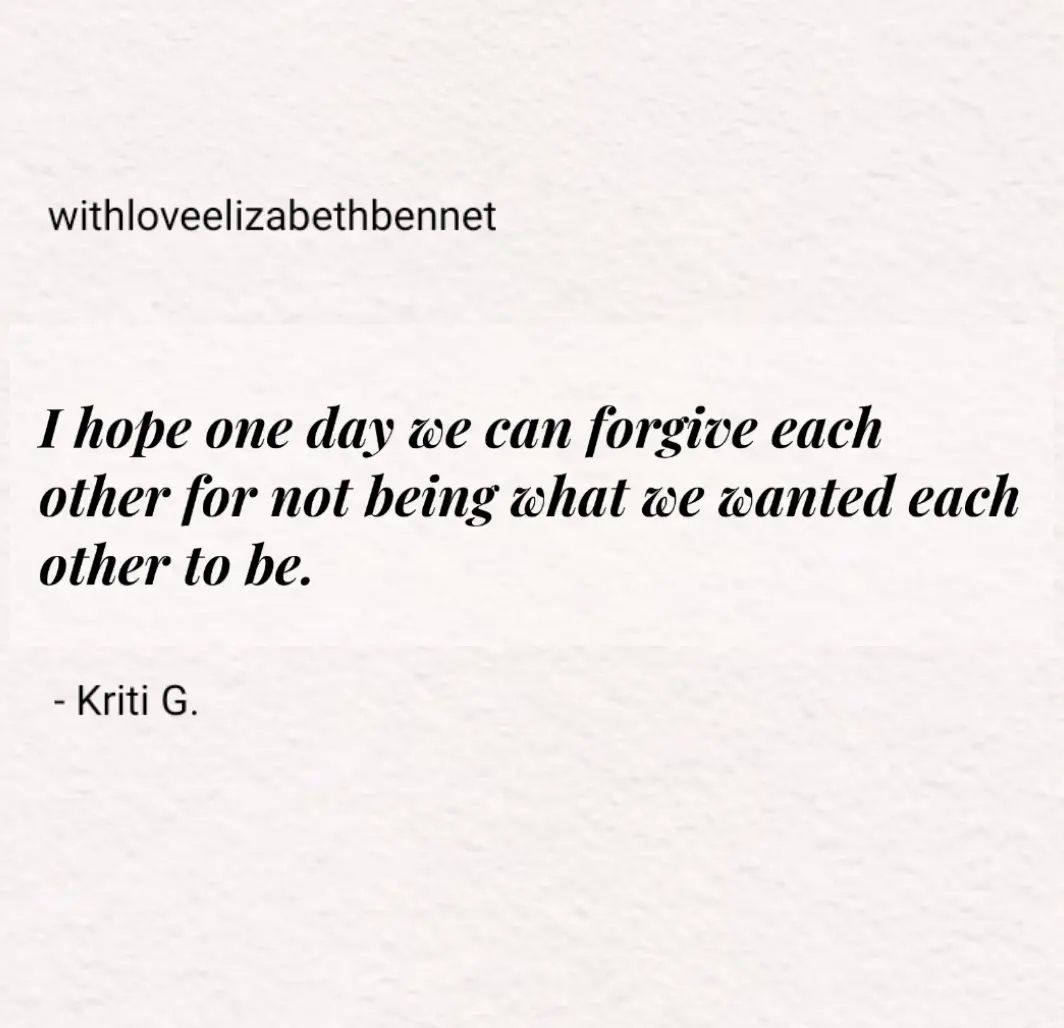 withloveelizabethbennet
I hope one day we can forgive each
other for not being what we wanted each
other to be.
- Kriti G.